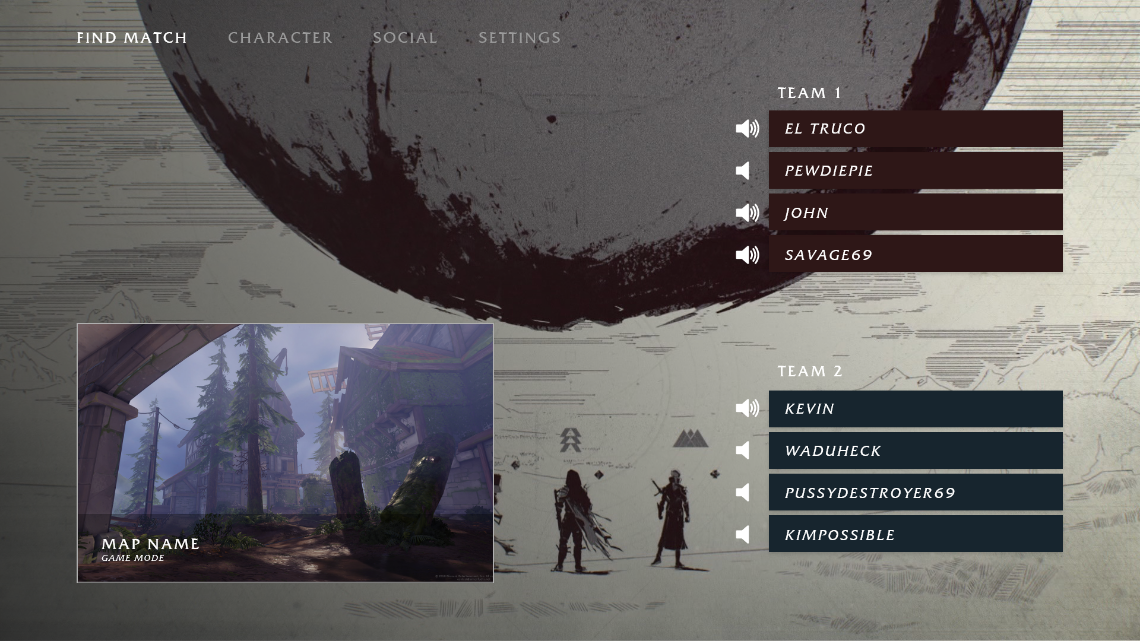 FIND MATCH CHARACTER SOCIAL SETTINGS
TEAM 1
EL TRUCO
PEWDIEPIE
JOHN
SAVAGE69
TEAM 2
KEVIN
WADUHECK
PUSSYDESTROYER69
KIMPOSSIBLE
MAP NAME
GAME MODE